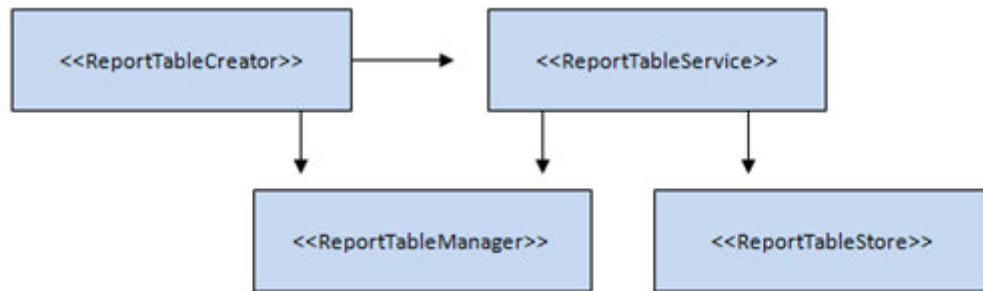 <<ReportTableCreator>>
<<ReportTableService>>
<<ReportTableManager>>
<<ReportTableStore>>